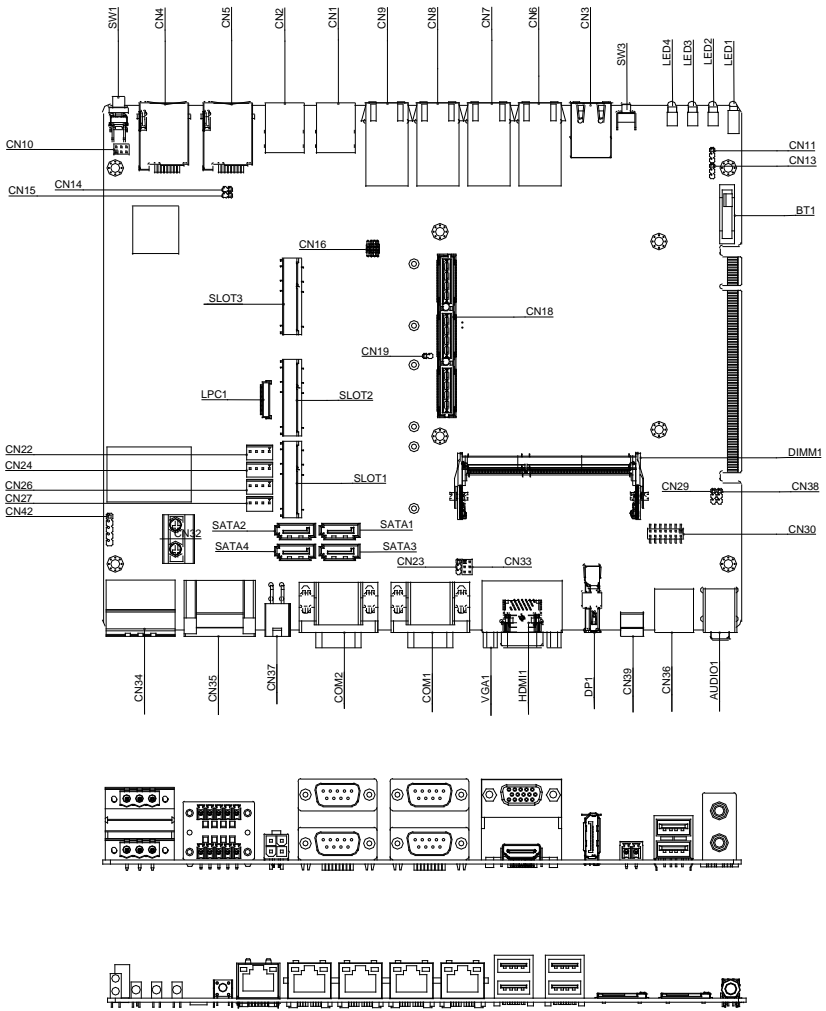 SW1
CN4
CN5
CN2
CN1
CN9
CN8
CN7
CN6
CN3
SW3
LED4
LED3
LED2
LED1
CN10
CN11
CN13
CN14
CN15
BT1
CN16
SLOT3
CN18
CN19
LPC1
SLOT2
CN22
CN24
CN26
CN27
CN42
SLOT1
DIMM1
CN29
CN38
CN32
SATA2
SATA1
CN30
SATA4
SATA3
CN23
CN33
CN34
CN35
CN37
COM2
COM1
VGA1
HDMI1
DP1
CN39
CN36
AUDIO1